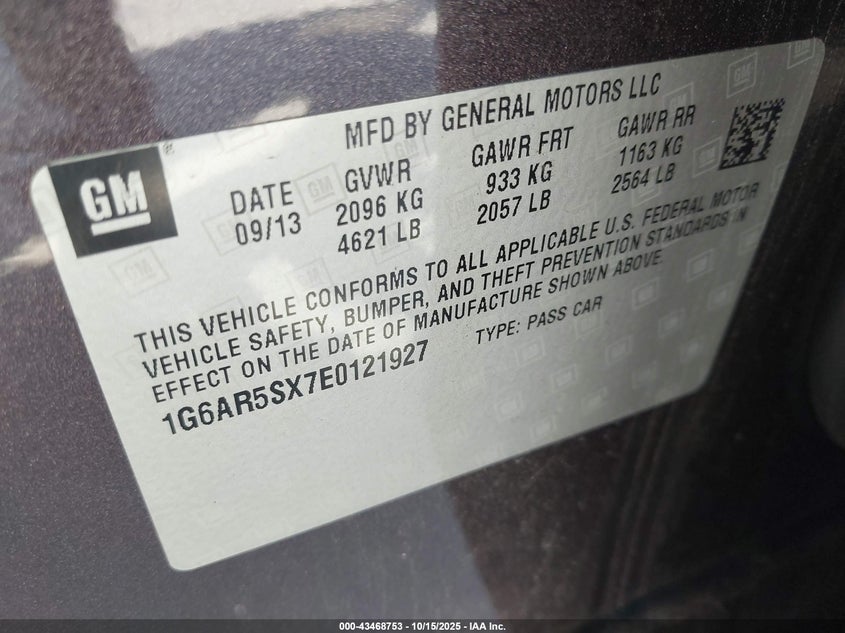 MFD BY GENERAL MOTORS LLC
GM
DATE GVWR GAWR FRT GAWR RR
09/13 2096 KG 933 KG 1163 KG
4621 LB 2057 LB 2564 LB
THIS VEHICLE CONFORMS TO ALL APPLICABLE U.S. FEDERAL MOTOR
VEHICLE SAFETY, BUMPER, AND THEFT PREVENTION STANDARDS IN
EFFECT ON THE DATE OF MANUFACTURE SHOWN ABOVE.
1G6AR5SX7E0121927 TYPE: PASS CAR
000-43468753 - 10/15/2025 - IAA Inc.